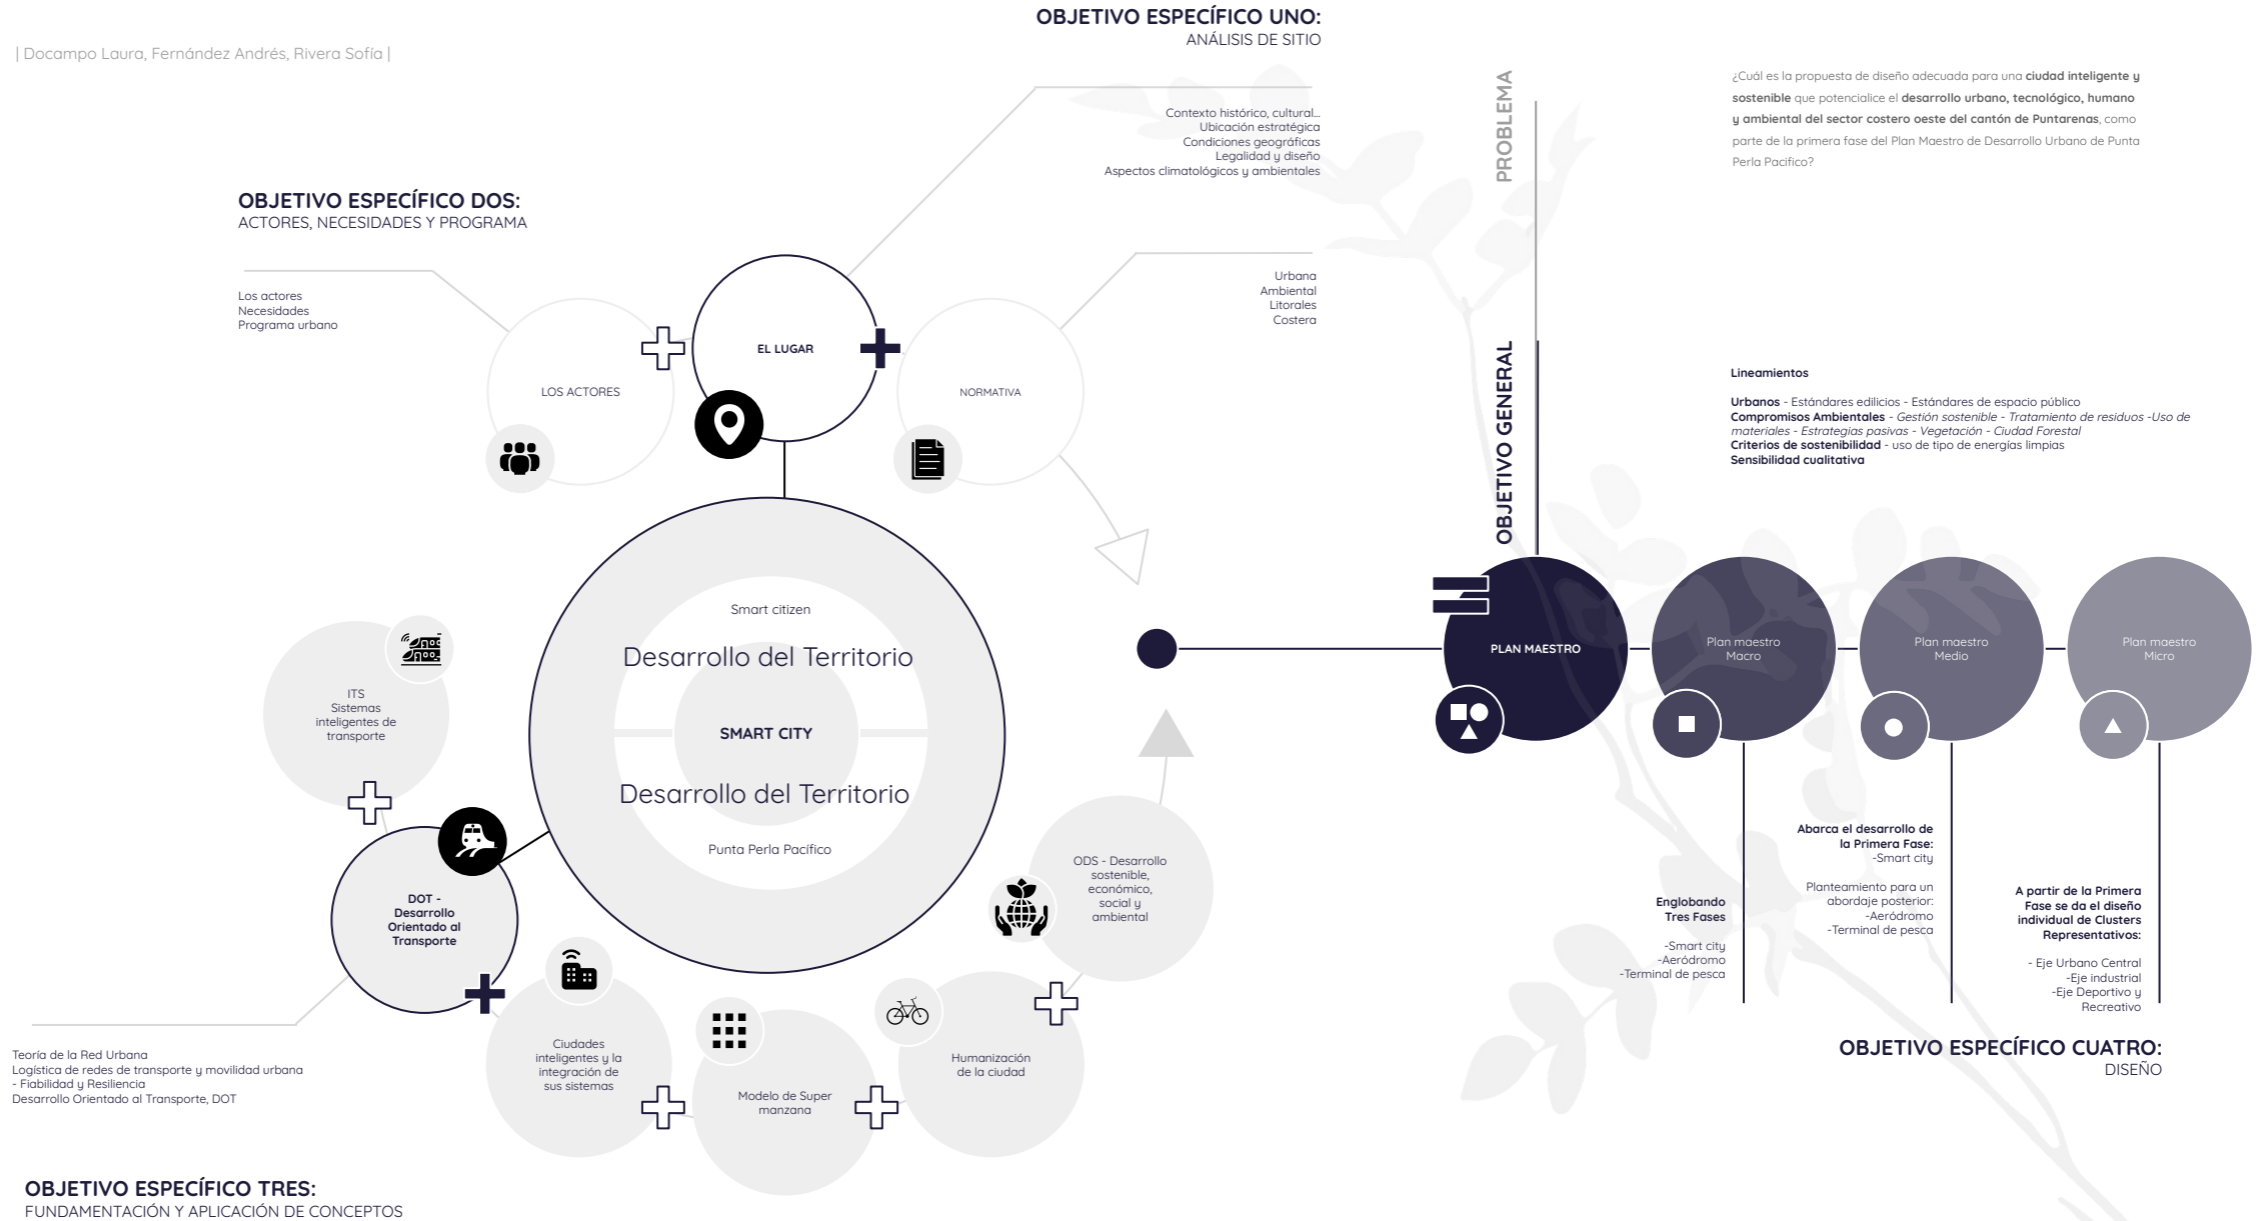 | Docampo Laura, Fernández Andrés, Rivera Sofía |
OBJETIVO ESPECÍFICO UNO:
ANÁLISIS DE SITIO
Contexto histórico, cultural...
Ubicación estratégica
Condiciones geográficas
Legalidad y diseño
Aspectos climatológicos y ambientales
OBJETIVO ESPECÍFICO DOS:
ACTORES, NECESIDADES Y PROGRAMA
Los actores
Necesidades
Programa urbano
Urbana
Ambiental
Litorales
Costera
LOS ACTORES
EL LUGAR
NORMATIVA
Smart citizen
Desarrollo del Territorio
SMART CITY
Desarrollo del Territorio
Punta Perla Pacífico
ITS
Sistemas
inteligentes de
transporte
DOT -
Desarrollo
Orientado al
Transporte
Ciudades
inteligentes y la
integración de
sus sistemas
Modelo de Super
manzana
Humanización
de la ciudad
ODS - Desarrollo
sostenible,
económico,
social y
ambiental
Teoría de la Red Urbana
Logística de redes de transporte y movilidad urbana
- Fiabilidad y Resiliencia
Desarrollo Orientado al Transporte, DOT
OBJETIVO ESPECÍFICO TRES:
FUNDAMENTACIÓN Y APLICACIÓN DE CONCEPTOS
PROBLEMA
¿Cuál es la propuesta de diseño adecuada para una ciudad inteligente y
sostenible que potencialice el desarrollo urbano, tecnológico, humano
y ambiental del sector costero oeste del cantón de Puntarenas, como
parte de la primera fase del Plan Maestro de Desarrollo Urbano de Punta
Perla Pacifico?
OBJETIVO GENERAL
Lineamientos
Urbanos - Estándares edilicios - Estándares de espacio público
Compromisos Ambientales - Gestión sostenible - Tratamiento de residuos -Uso de
materiales - Estrategias pasivas - Vegetación - Ciudad Forestal
Criterios de sostenibilidad - uso de tipo de energías limpias
Sensibilidad cualitativa
PLAN MAESTRO
Plan maestro
Macro
Plan maestro
Medio
Plan maestro
Micro
Englobando
Tres Fases
-Smart city
-Aeródromo
-Terminal de pesca
Abarca el desarrollo de
la Primera Fase:
-Smart city
Planteamiento para un
abordaje posterior:
-Aeródromo
-Terminal de pesca
A partir de la Primera
Fase se da el diseño
individual de Clusters
Representativos:
- Eje Urbano Central
-Eje industrial
-Eje Deportivo y
Recreativo
OBJETIVO ESPECÍFICO CUATRO:
DISEÑO